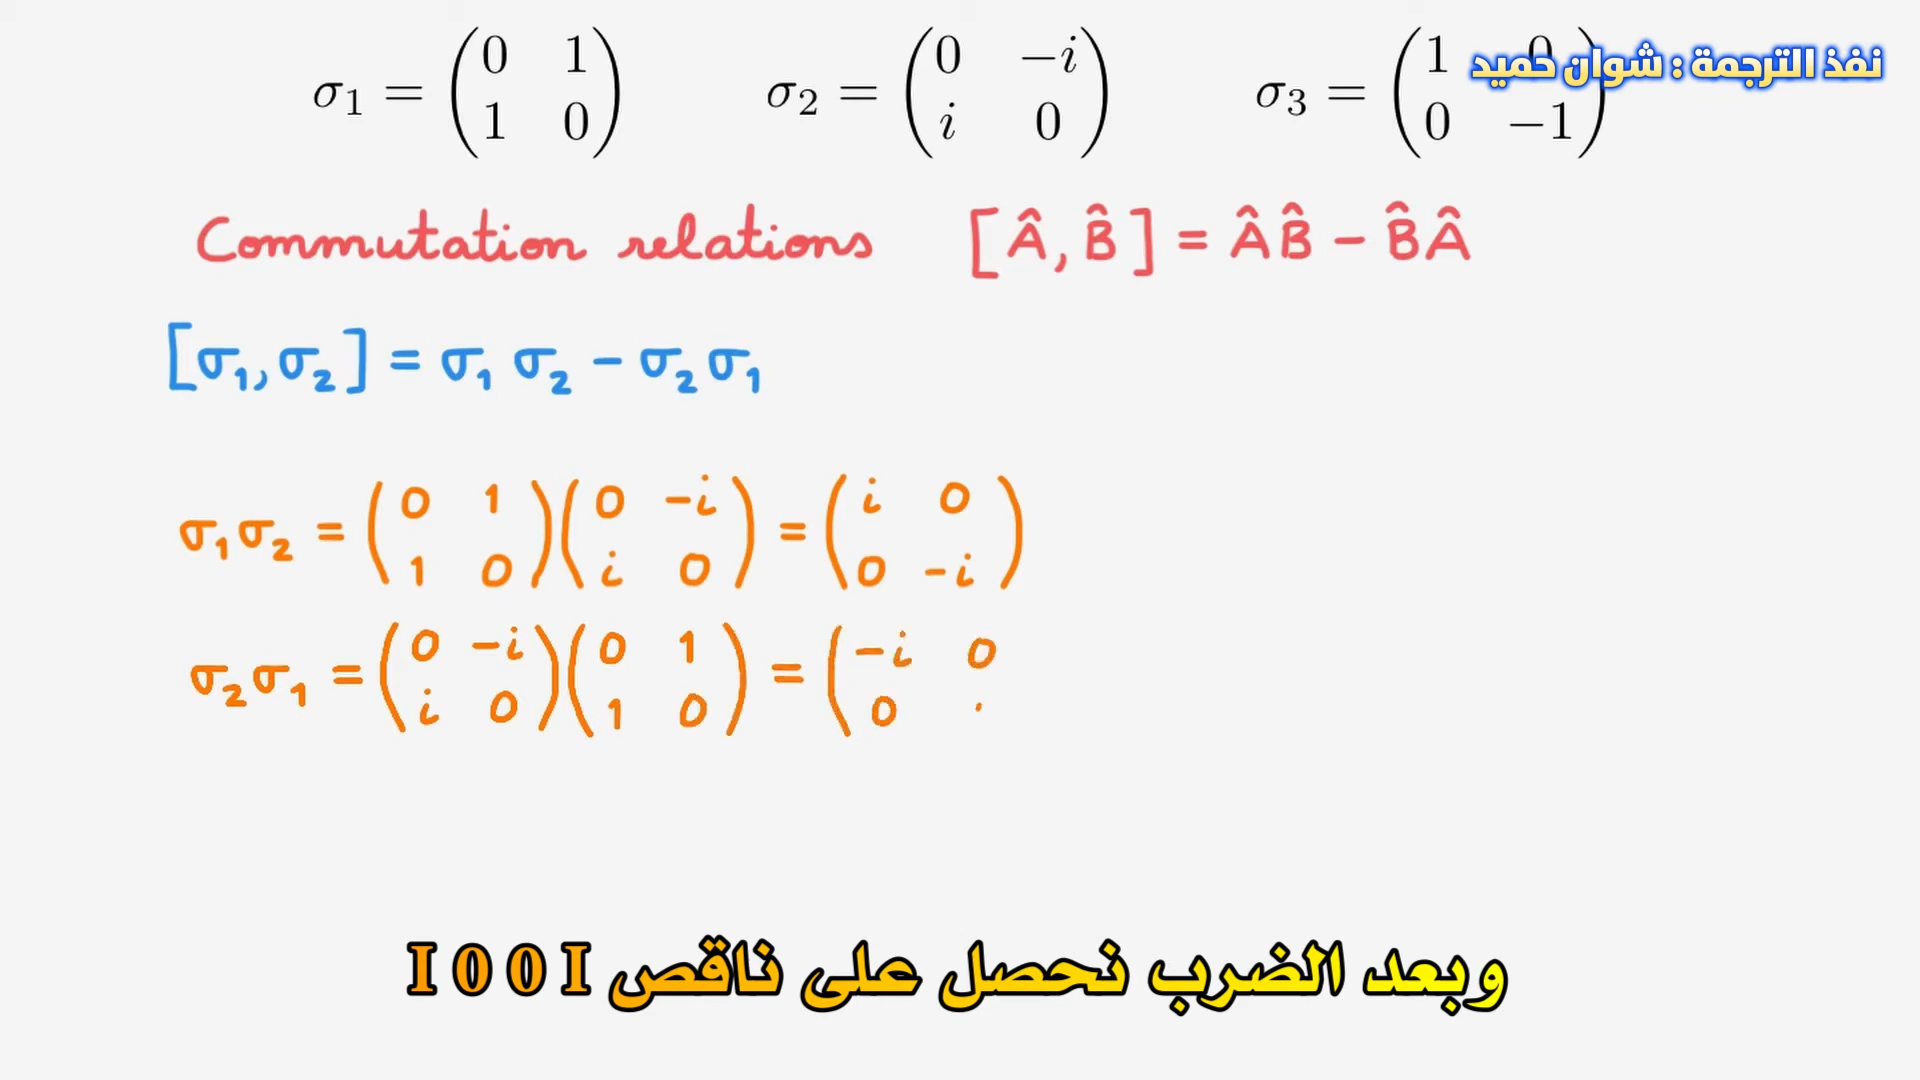 σ₁ = (0 1; 1 0) σ₂ = (0 −i; i 0) σ₃ = (1 0; 0 −1)
نفذ الترجمة : شوان حميد
Commutation relations [Â, B̂] = ÂB̂ − B̂Â
[σ₁, σ₂] = σ₁ σ₂ − σ₂ σ₁
σ₁σ₂ = (0 1; 1 0)(0 −i; i 0) = (i 0; 0 −i)
σ₂σ₁ = (0 −i; i 0)(0 1; 1 0) = (−i 0; 0 ·
وبعد الضرب نحصل على ناقص I 0 0 I